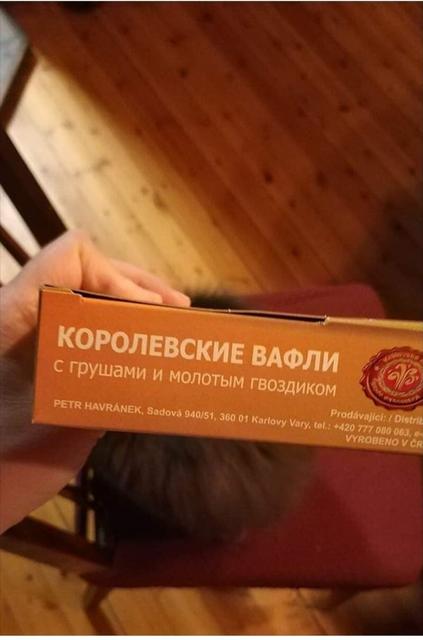 КОРОЛЕВСКИЕ ВАФЛИ
с грушами и молотым гвоздиком
Prodávající: / Distrib
PETR HAVRÁNEK, Sadová 940/51, 360 01 Karlovy Vary, tel.: +420 777 080 063, e-
VYROBENO V ČR